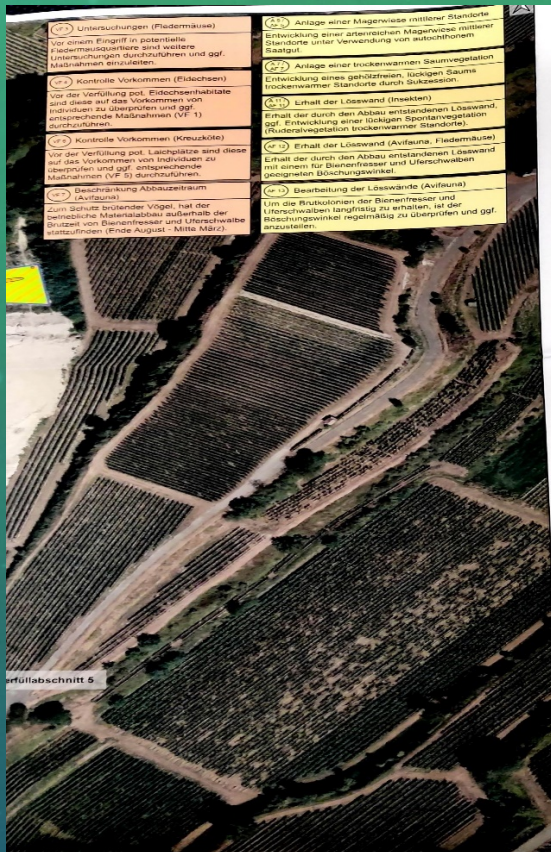 Untersuchungen (Fledermäuse)
Vor einem Eingriff in potentielle
Fledermausquartiere sind weitere
Untersuchungen durchzuführen und ggf.
Maßnahmen einzuleiten.
Kontrolle Vorkommen (Eidechsen)
Vor der Verfüllung pot. Eidechsenhabitate
sind diese auf das Vorkommen von
Individuen zu überprüfen und ggf.
entsprechende Maßnahmen (VF 1)
durchzuführen.
Kontrolle Vorkommen (Kreuzkröte)
Vor der Verfüllung pot. Laichplätze sind diese
auf das Vorkommen von Individuen zu
überprüfen und ggf. entsprechende
Maßnahmen (VF 5) durchzuführen.
VF 7 Beschränkung Abbauzeitraum
(Avifauna)
Zum Schutz brütender Vögel, hat der
betriebliche Materialabbau außerhalb der
Brutzeit von Bienenfresser und Uferschwalbe
stattzufinden (Ende August - Mitte März).
Anlage einer Magerwiese mittlerer Standorte
Entwicklung einer artenreichen Magerwiese mittlerer
Standorte unter Verwendung von autochthonem
Saatgut.
Anlage einer trockenwarmen Saumvegetation
Entwicklung eines gehölzfreien, lückigen Saums
trockenwarmer Standorte durch Sukzession.
Erhalt der Lösswand (Insekten)
Erhalt der durch den Abbau entstandenen Lösswand,
ggf. Entwicklung einer lückigen Spontanvegetation
(Ruderalvegetation trockenwarmer Standorte).
AF 12 Erhalt der Lösswand (Avifauna, Fledermäuse)
Erhalt der durch den Abbau entstandenen Lösswand
mit einem für Bienenfresser und Uferschwalben
geeigneten Böschungswinkel.
AF 13 Bearbeitung der Lösswände (Avifauna)
Um die Brutkolonien der Bienenfresser und
Uferschwalben langfristig zu erhalten, ist der
Böschungswinkel regelmäßig zu überprüfen und ggf.
anzustellen.
erfüllabschnitt 5